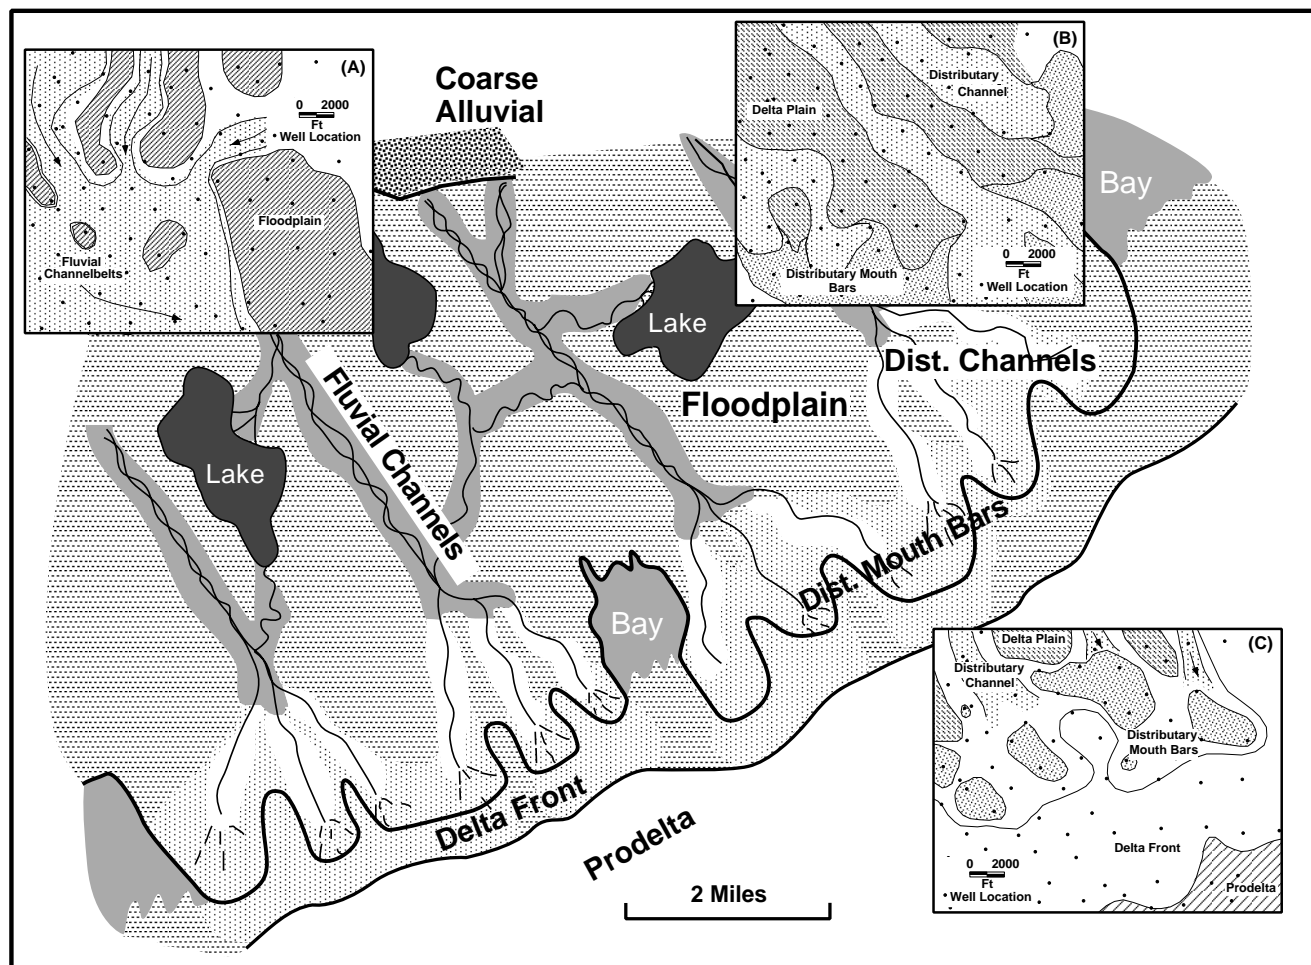 (A)
0 2000
Ft
Well Location
Floodplain
Fluvial
Channelbelts
Coarse
Alluvial
(B)
Distributary
Channel
Delta Plain
Distributary Mouth
Bars
0 2000
Ft
Well Location
Bay
Lake
Dist. Channels
Floodplain
Fluvial Channels
Lake
Dist. Mouth Bars
Bay
Delta Front
Prodelta
2 Miles
(C)
Delta Plain
Distributary
Channel
Distributary
Mouth Bars
Delta Front
0 2000
Ft
Well Location
Prodelta